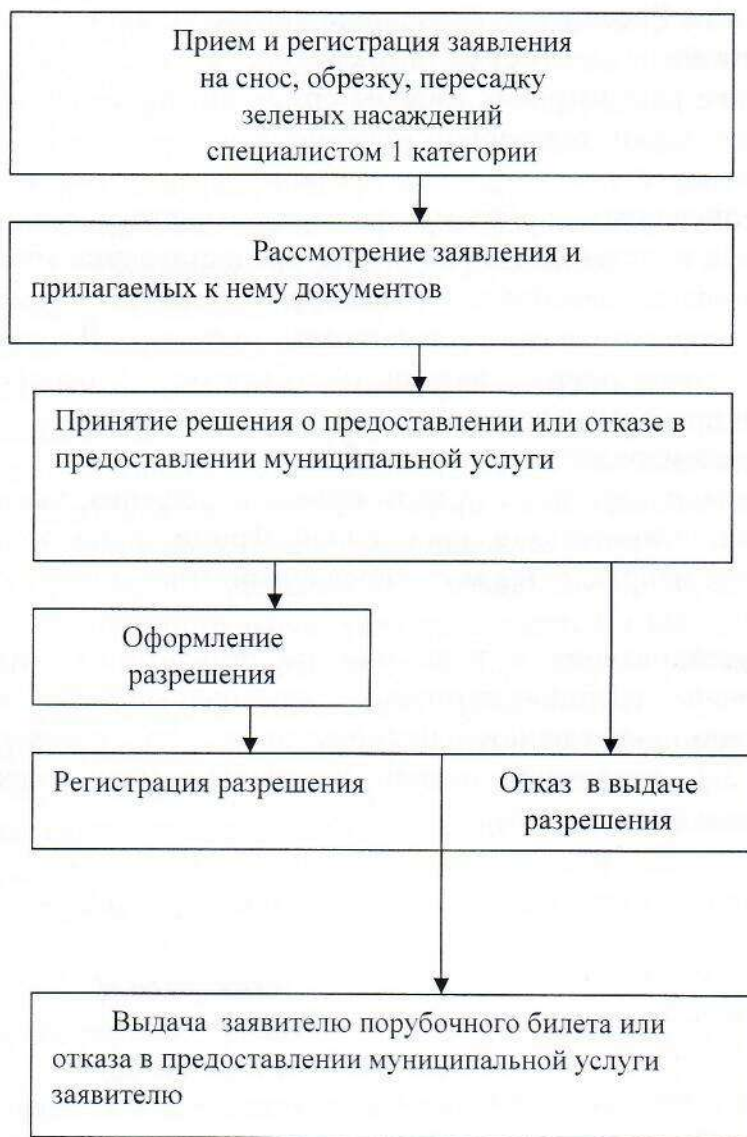 Прием и регистрация заявления
на снос, обрезку, пересадку
зеленых насаждений
специалистом 1 категории
Рассмотрение заявления и
прилагаемых к нему документов
Принятие решения о предоставлении или отказе в
предоставлении муниципальной услуги
Оформление
разрешения
Регистрация разрешения
Отказ в выдаче
разрешения
Выдача заявителю порубочного билета или
отказа в предоставлении муниципальной услуги
заявителю